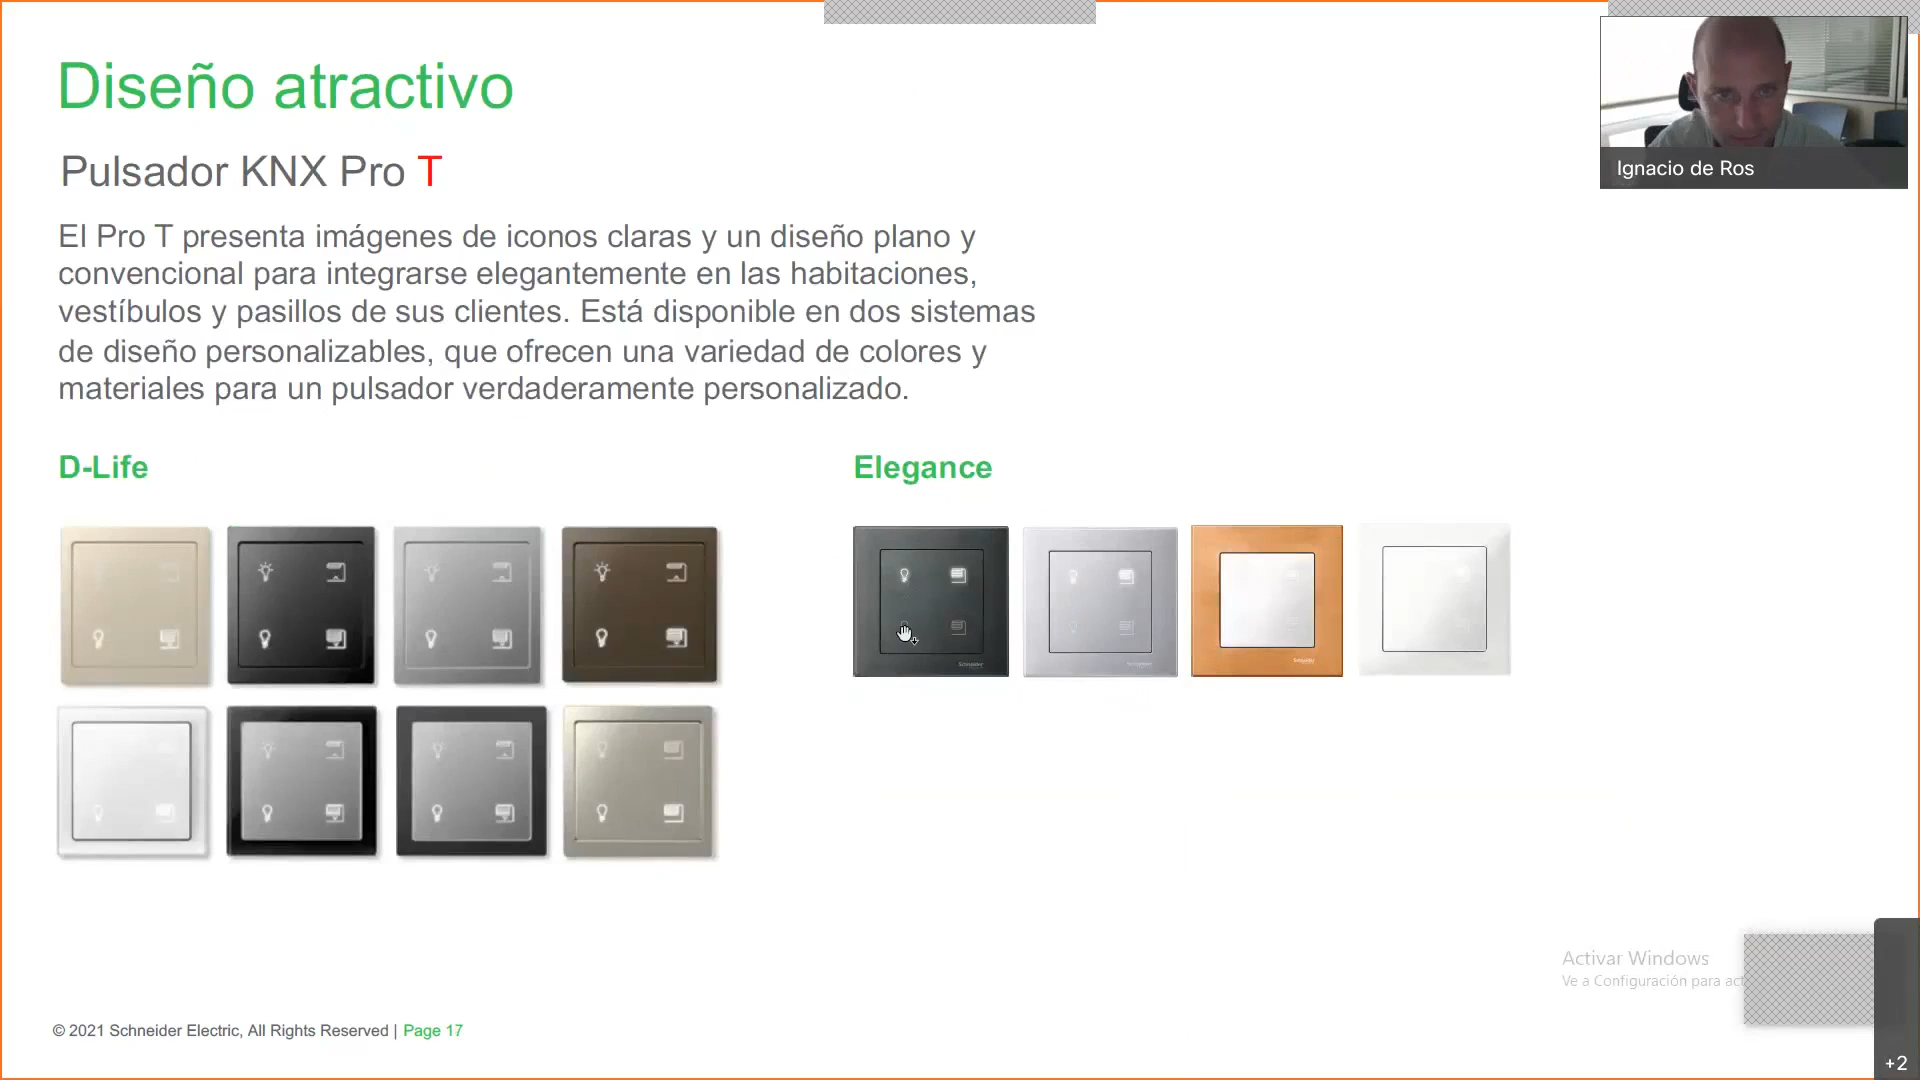 Diseño atractivo
Ignacio de Ros
Pulsador KNX Pro T
El Pro T presenta imágenes de iconos claras y un diseño plano y
convencional para integrarse elegantemente en las habitaciones,
vestíbulos y pasillos de sus clientes. Está disponible en dos sistemas
de diseño personalizables, que ofrecen una variedad de colores y
materiales para un pulsador verdaderamente personalizado.
D-Life
Elegance
Schneider
Schneider
Schneider
Activar Windows
Ve a Configuración para
© 2021 Schneider Electric, All Rights Reserved | Page 17
+2